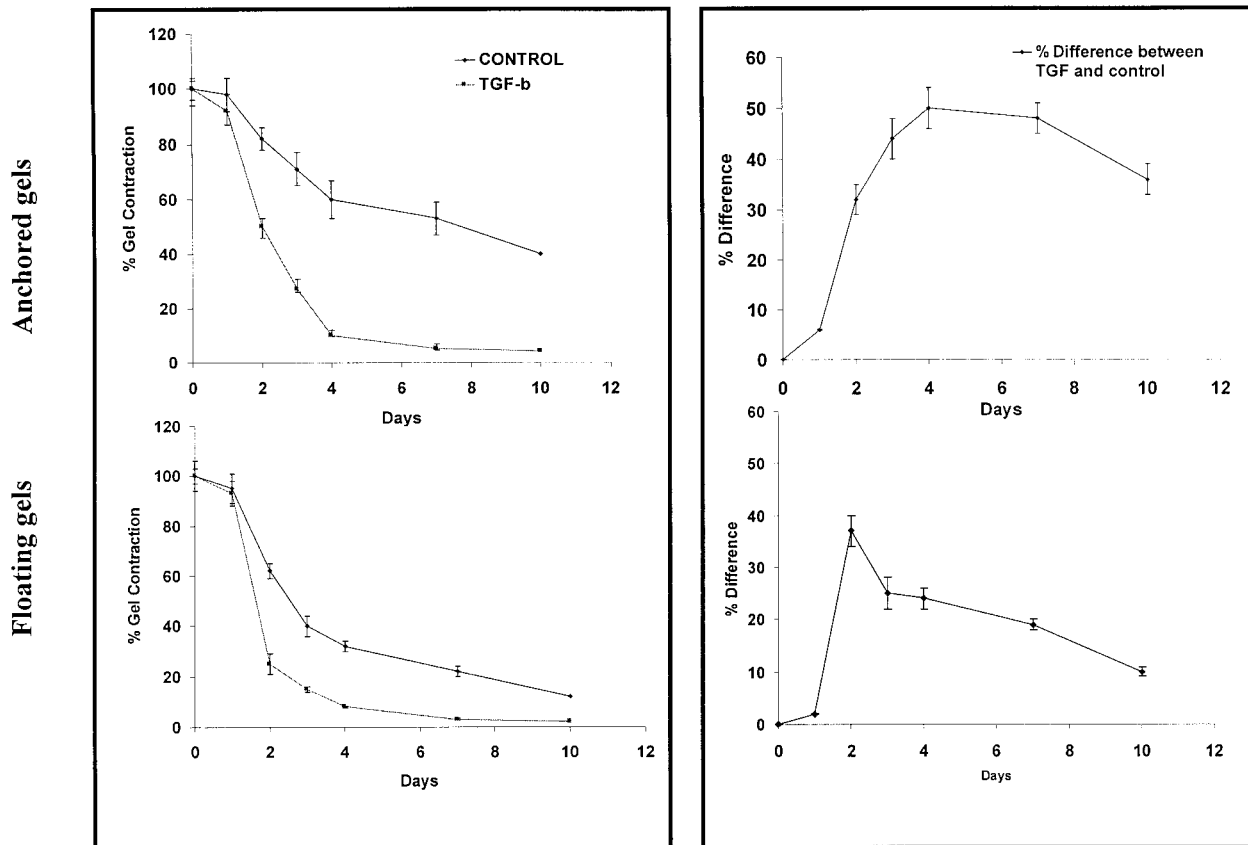 Anchored gels
120
100
80
60
40
20
0
% Gel Contraction
CONTROL
TGF-b
0 2 4 6 8 10 12
Days
60
50
40
30
20
10
0
% Difference
% Difference between
TGF and control
0 2 4 6 8 10 12
Days
Floating gels
120
100
80
60
40
20
0
% Gel Contraction
0 2 4 6 8 10 12
Days
60
50
40
30
20
10
0
% Difference
0 2 4 6 8 10 12
Days